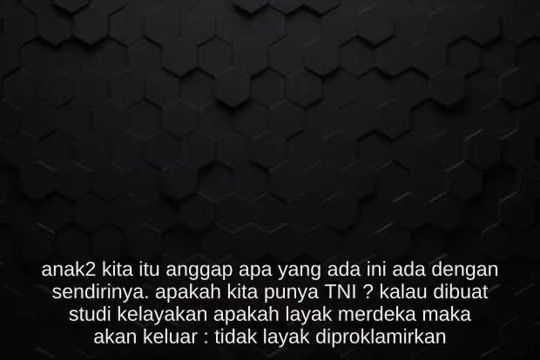 anak2 kita itu anggap apa yang ada ini ada dengan
sendirinya. apakah kita punya TNI ? kalau dibuat
studi kelayakan apakah layak merdeka maka
akan keluar : tidak layak diproklamirkan